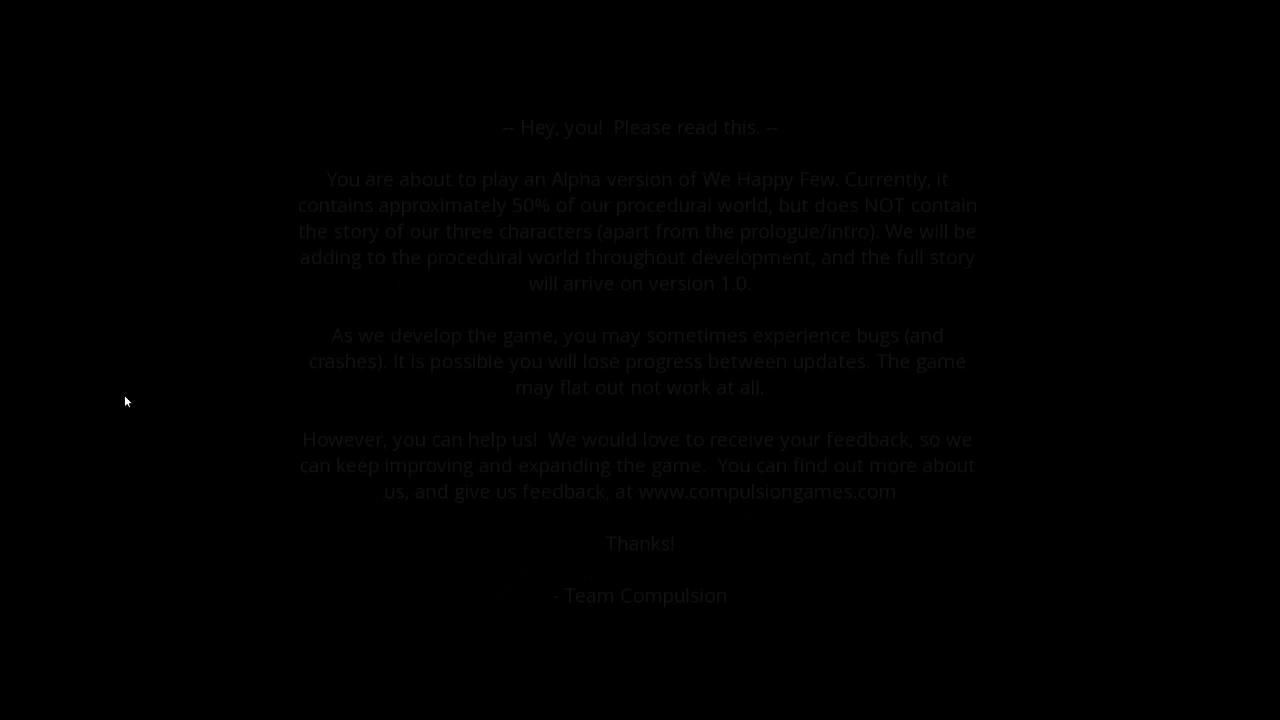 -- Hey, you!  Please read this. --
You are about to play an Alpha version of We Happy Few. Currently, it
contains approximately 50% of our procedural world, but does NOT contain
the story of our three characters (apart from the prologue/intro). We will be
adding to the procedural world throughout development, and the full story
will arrive on version 1.0.
As we develop the game, you may sometimes experience bugs (and
crashes). It is possible you will lose progress between updates. The game
may flat out not work at all.
However, you can help us!  We would love to receive your feedback, so we
can keep improving and expanding the game.  You can find out more about
us, and give us feedback, at www.compulsiongames.com
Thanks!
- Team Compulsion